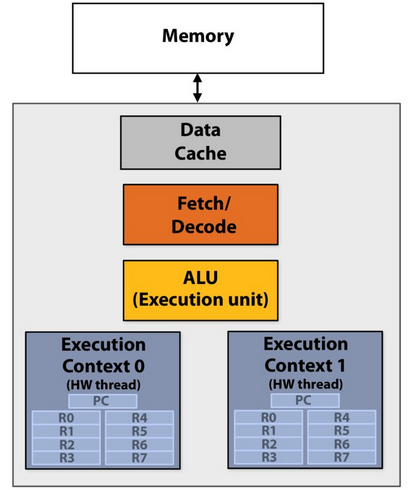 Memory
Data
Cache
Fetch/
Decode
ALU
(Execution unit)
Execution
Context 0
(HW thread)
PC
R0 R4
R1 R5
R2 R6
R3 R7
Execution
Context 1
(HW thread)
PC
R0 R4
R1 R5
R2 R6
R3 R7